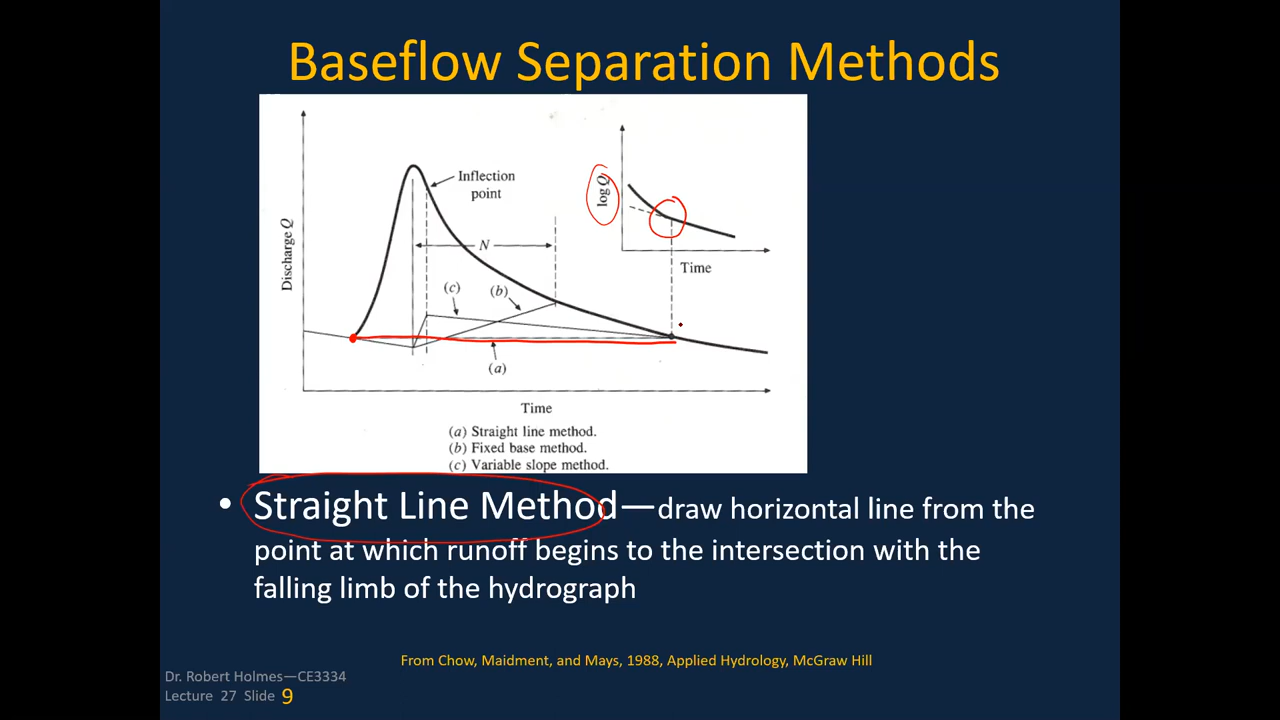 Baseflow Separation Methods
Inflection
point
N
(c)
(b)
(a)
Discharge Q
Time
log Q
Time
(a) Straight line method.
(b) Fixed base method.
(c) Variable slope method.
• Straight Line Method—draw horizontal line from the
point at which runoff begins to the intersection with the
falling limb of the hydrograph
From Chow, Maidment, and Mays, 1988, Applied Hydrology, McGraw Hill
Dr. Robert Holmes—CE3334
Lecture 27 Slide 9